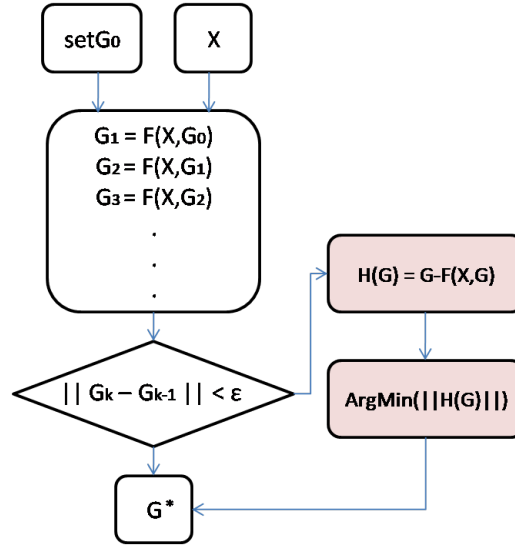 setG₀
X
G₁ = F(X,G₀)
G₂ = F(X,G₁)
G₃ = F(X,G₂)
.
.
.
H(G) = G-F(X,G)
|| Gₖ – Gₖ₋₁ || < ε
ArgMin(||H(G)||)
G*